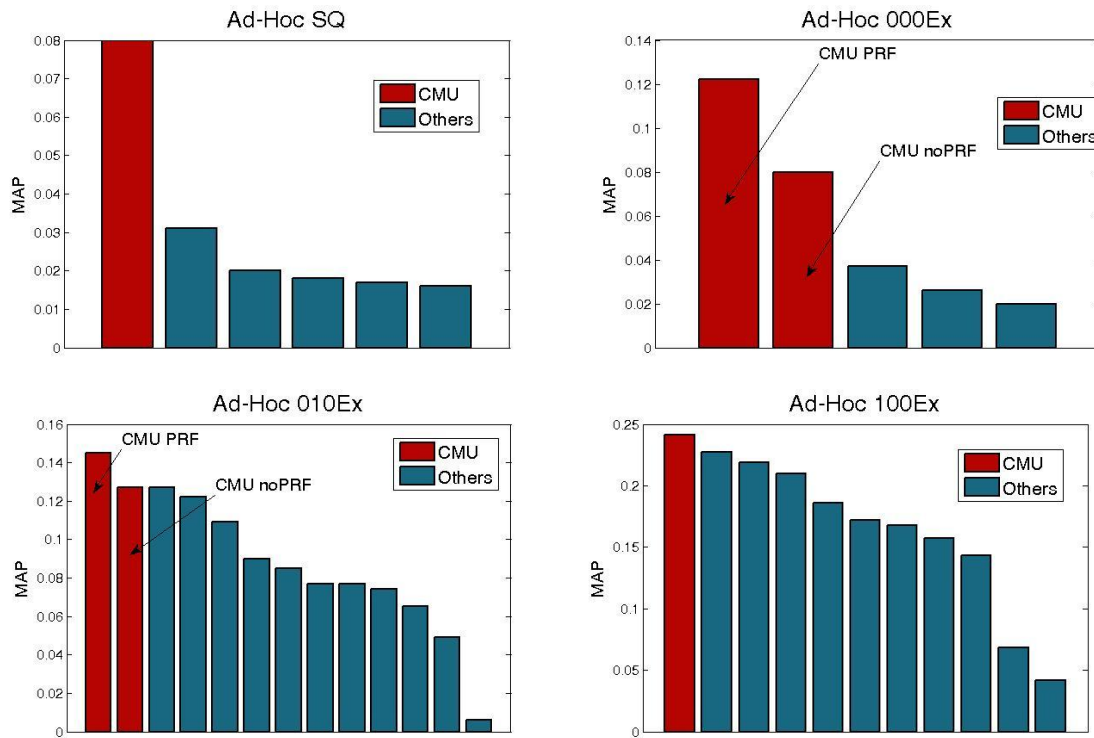 Ad-Hoc SQ
0.08
0.07
0.06
0.05
0.04
0.03
0.02
0.01
0
MAP
CMU
Others
Ad-Hoc 000Ex
0.14
0.12
0.1
0.08
0.06
0.04
0.02
0
MAP
CMU PRF
CMU noPRF
CMU
Others
Ad-Hoc 010Ex
0.16
0.14
0.12
0.1
0.08
0.06
0.04
0.02
0
MAP
CMU PRF
CMU noPRF
CMU
Others
Ad-Hoc 100Ex
0.25
0.2
0.15
0.1
0.05
0
MAP
CMU
Others